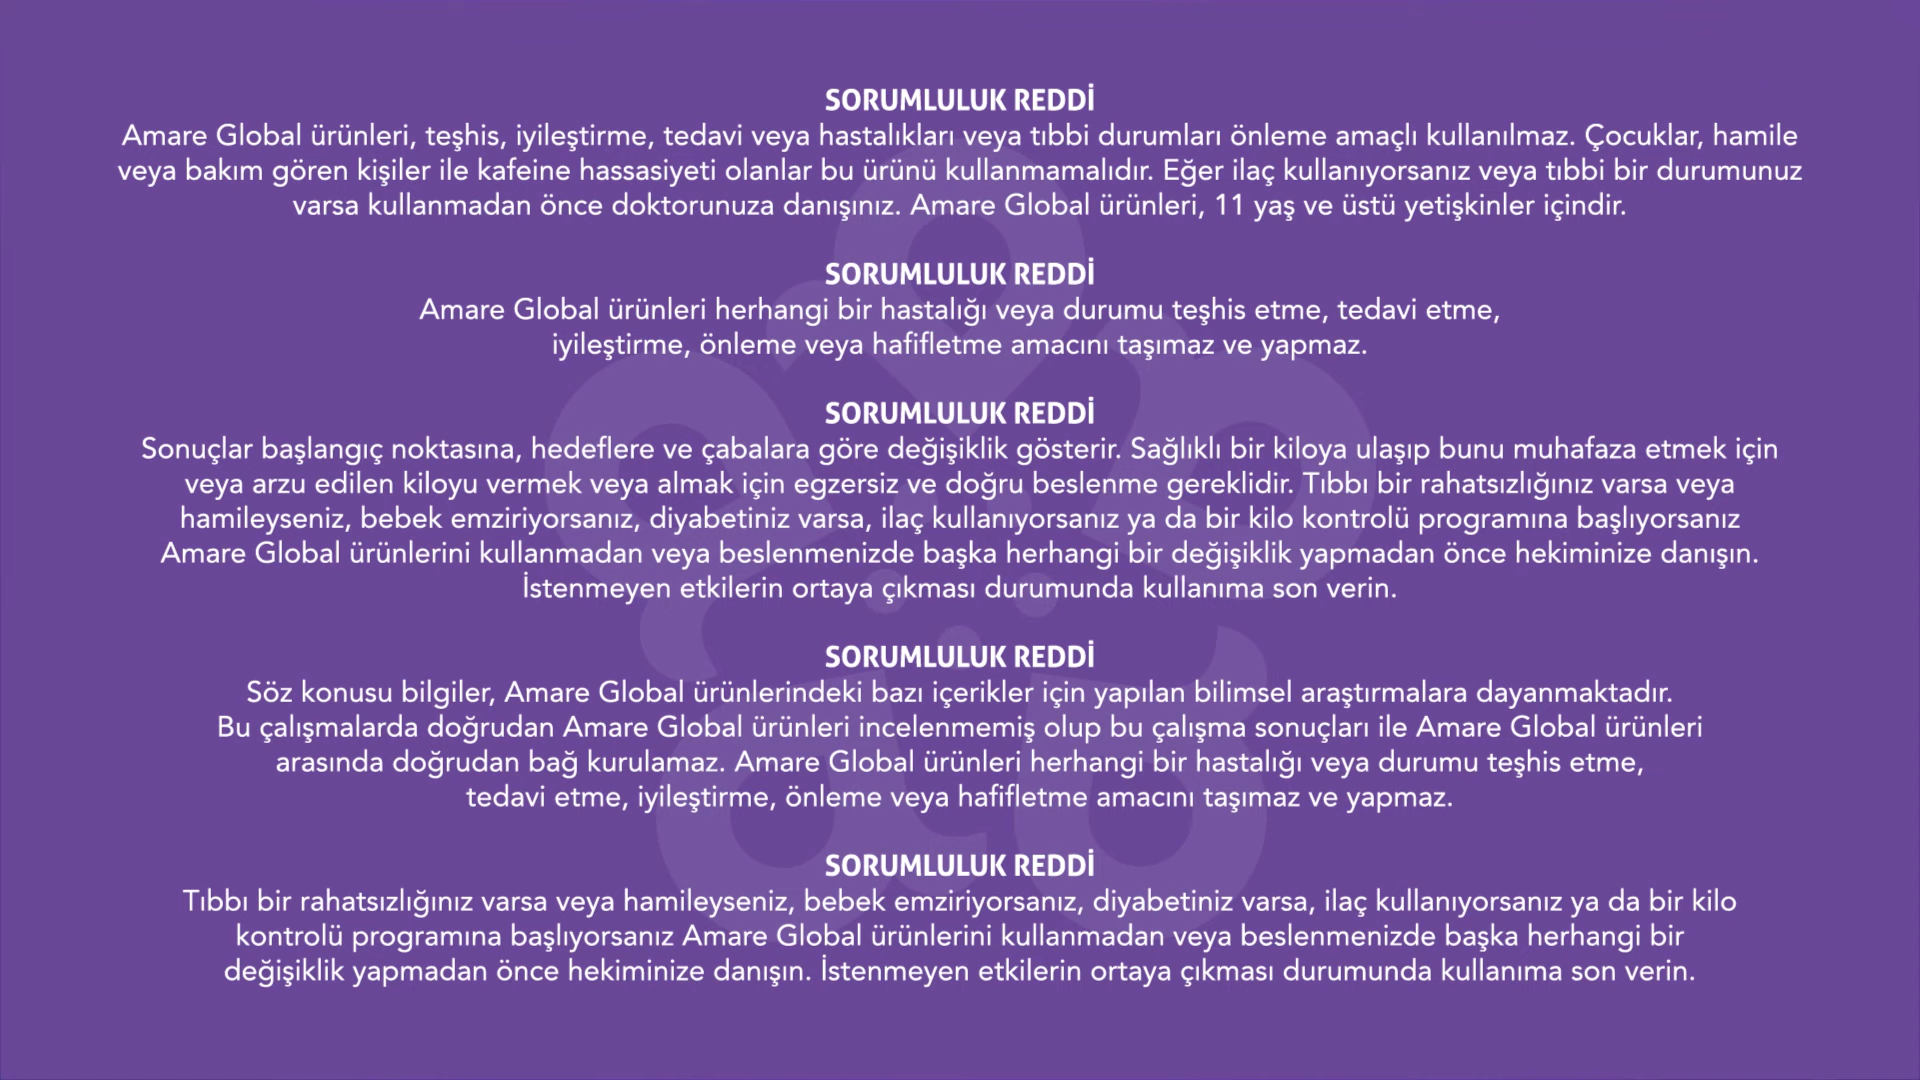 SORUMLULUK REDDİ
Amare Global ürünleri, teşhis, iyileştirme, tedavi veya hastalıkları veya tıbbi durumları önleme amaçlı kullanılmaz. Çocuklar, hamile
veya bakım gören kişiler ile kafeine hassasiyeti olanlar bu ürünü kullanmamalıdır. Eğer ilaç kullanıyorsanız veya tıbbi bir durumunuz
varsa kullanmadan önce doktorunuza danışınız. Amare Global ürünleri, 11 yaş ve üstü yetişkinler içindir.
SORUMLULUK REDDİ
Amare Global ürünleri herhangi bir hastalığı veya durumu teşhis etme, tedavi etme,
iyileştirme, önleme veya hafifletme amacını taşımaz ve yapmaz.
SORUMLULUK REDDİ
Sonuçlar başlangıç noktasına, hedeflere ve çabalara göre değişiklik gösterir. Sağlıklı bir kiloya ulaşıp bunu muhafaza etmek için
veya arzu edilen kiloyu vermek veya almak için egzersiz ve doğru beslenme gereklidir. Tıbbı bir rahatsızlığınız varsa veya
hamileyseniz, bebek emziriyorsanız, diyabetiniz varsa, ilaç kullanıyorsanız ya da bir kilo kontrolü programına başlıyorsanız
Amare Global ürünlerini kullanmadan veya beslenmenizde başka herhangi bir değişiklik yapmadan önce hekiminize danışın.
İstenmeyen etkilerin ortaya çıkması durumunda kullanıma son verin.
SORUMLULUK REDDİ
Söz konusu bilgiler, Amare Global ürünlerindeki bazı içerikler için yapılan bilimsel araştırmalara dayanmaktadır.
Bu çalışmalarda doğrudan Amare Global ürünleri incelenmemiş olup bu çalışma sonuçları ile Amare Global ürünleri
arasında doğrudan bağ kurulamaz. Amare Global ürünleri herhangi bir hastalığı veya durumu teşhis etme,
tedavi etme, iyileştirme, önleme veya hafifletme amacını taşımaz ve yapmaz.
SORUMLULUK REDDİ
Tıbbı bir rahatsızlığınız varsa veya hamileyseniz, bebek emziriyorsanız, diyabetiniz varsa, ilaç kullanıyorsanız ya da bir kilo
kontrolü programına başlıyorsanız Amare Global ürünlerini kullanmadan veya beslenmenizde başka herhangi bir
değişiklik yapmadan önce hekiminize danışın. İstenmeyen etkilerin ortaya çıkması durumunda kullanıma son verin.